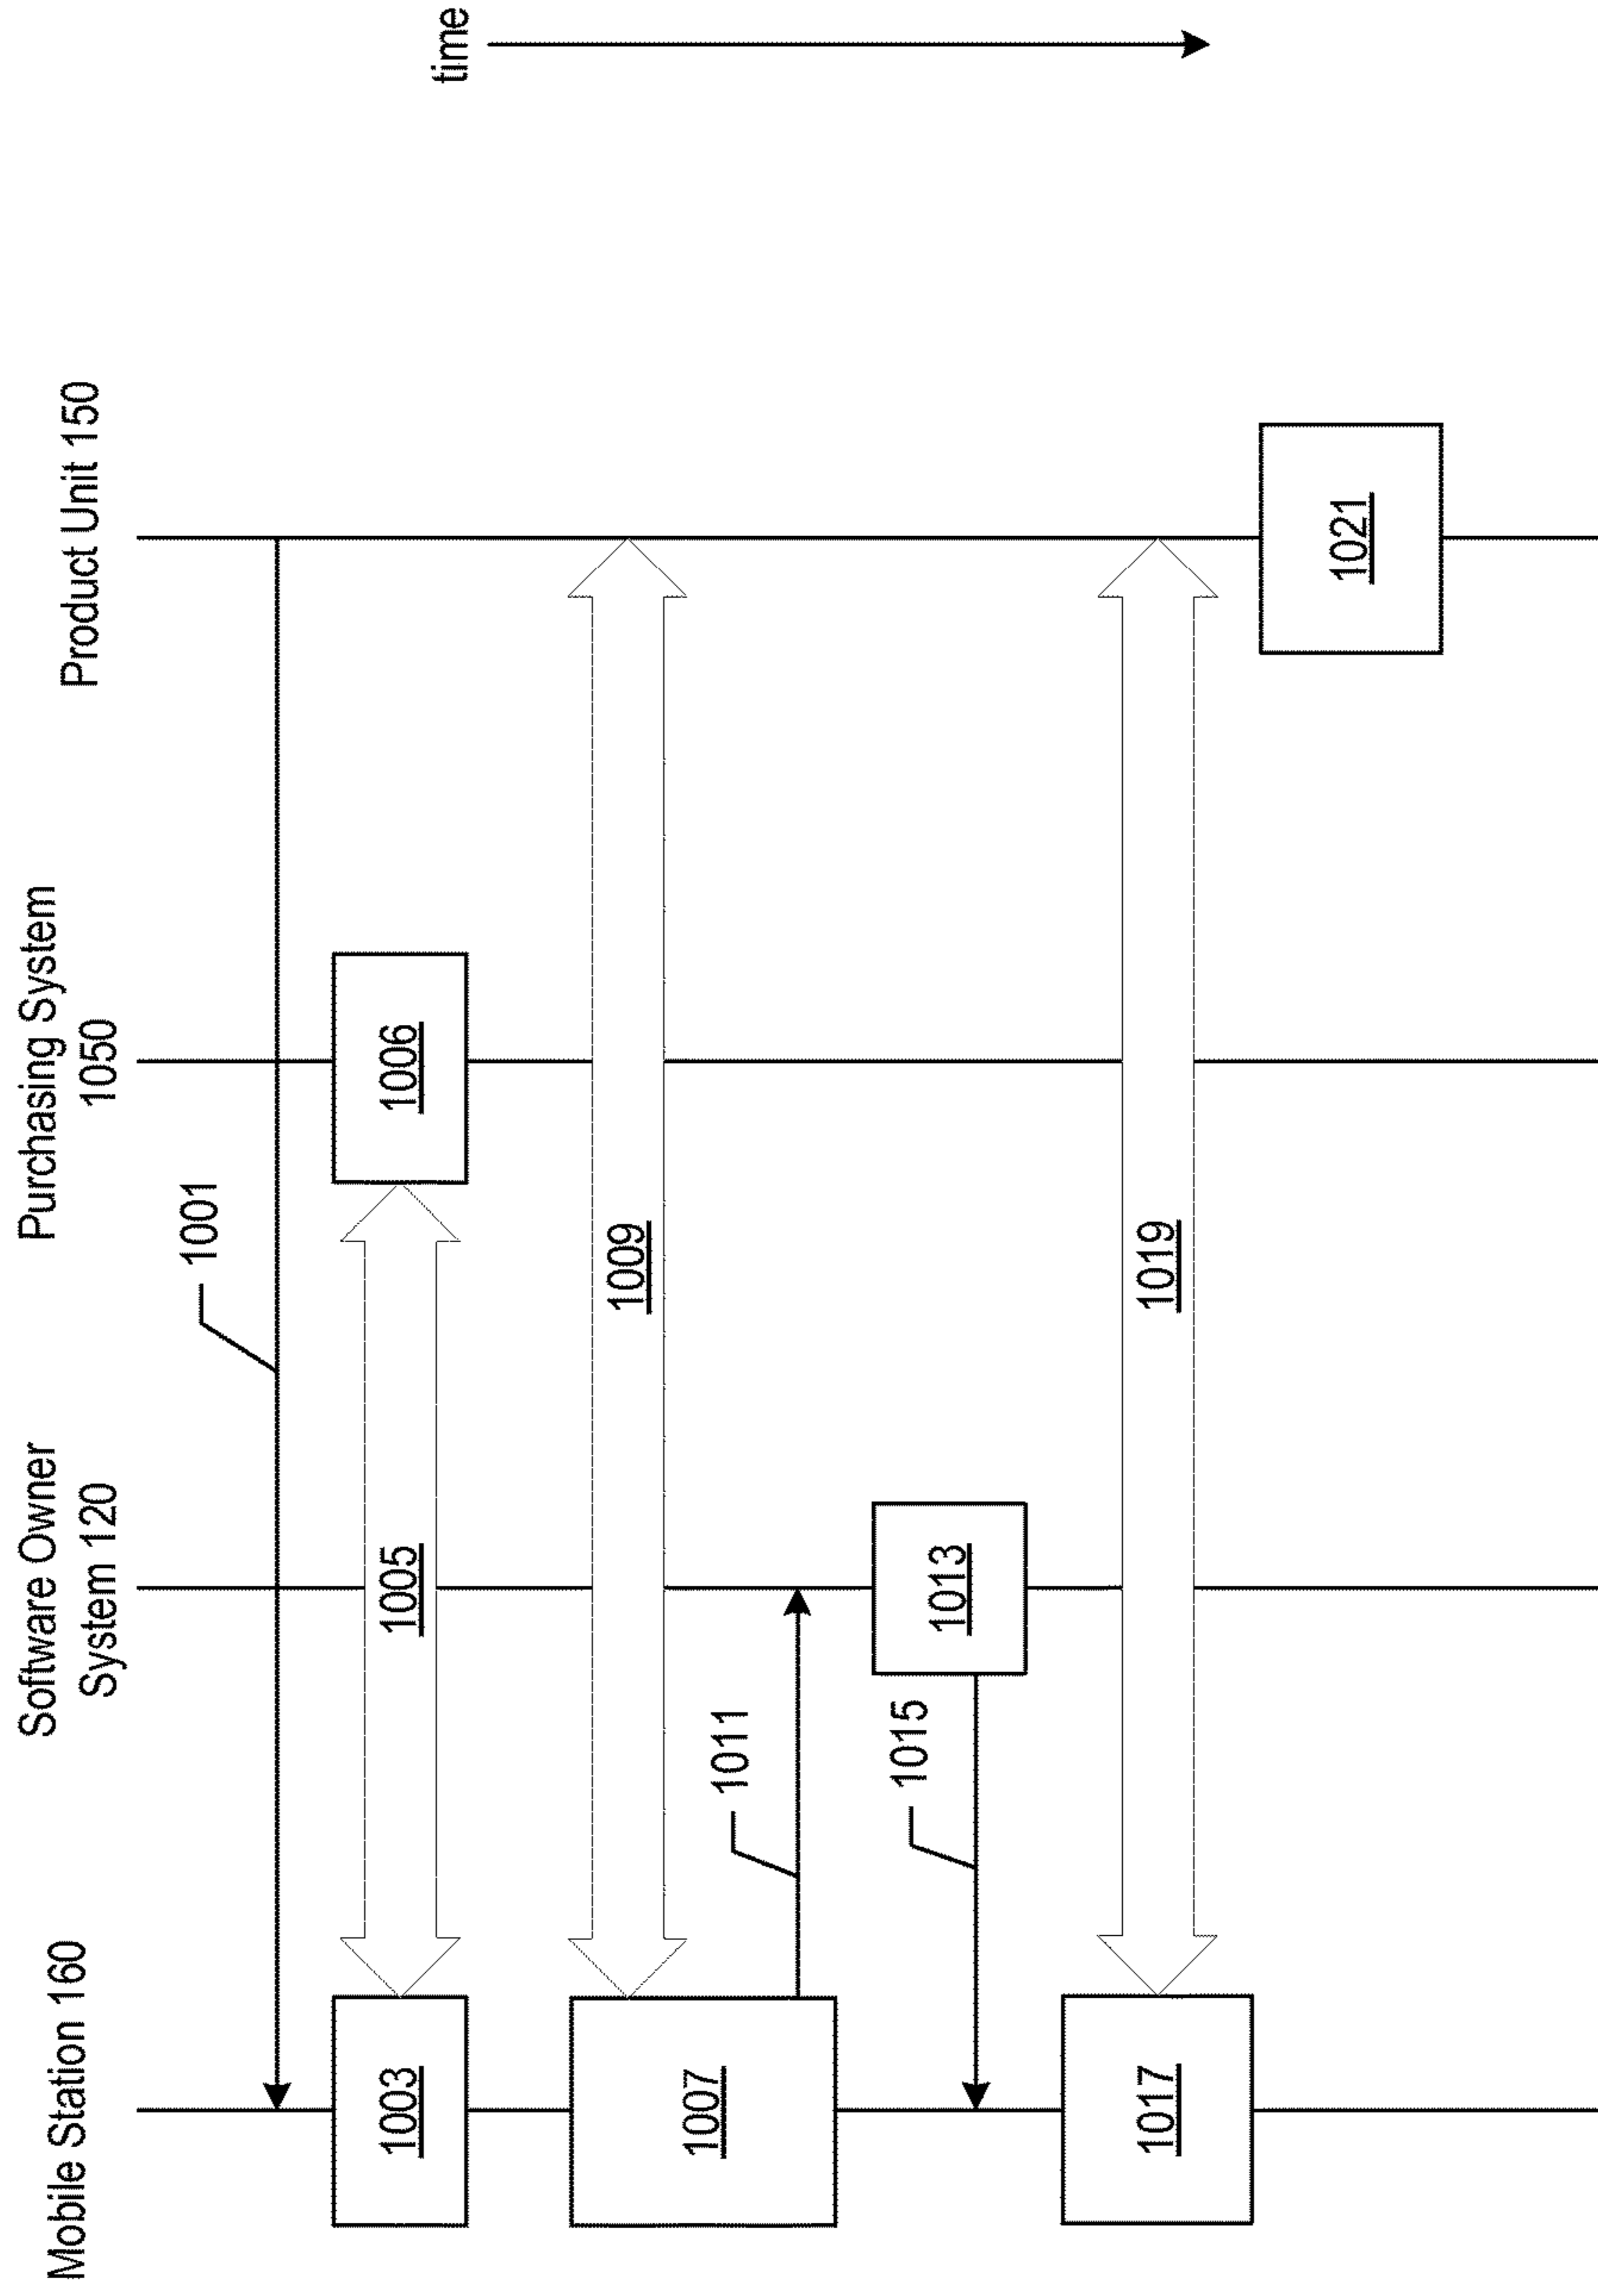 Mobile Station 160
Software Owner
System 120
Purchasing System
1050
Product Unit 150
time
1001
1003
1005
1006
1007
1009
1011
1013
1015
1017
1019
1021